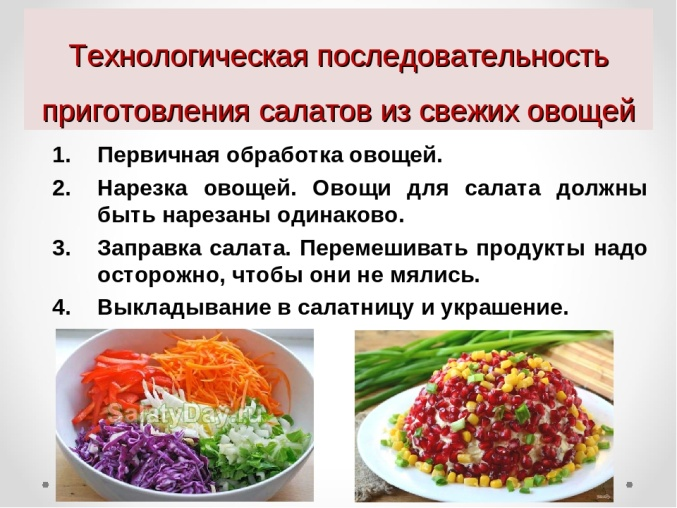 Технологическая последовательность
приготовления салатов из свежих овощей
1. Первичная обработка овощей.
2. Нарезка овощей. Овощи для салата должны
быть нарезаны одинаково.
3. Заправка салата. Перемешивать продукты надо
осторожно, чтобы они не мялись.
4. Выкладывание в салатницу и украшение.
SalatyDay.ru